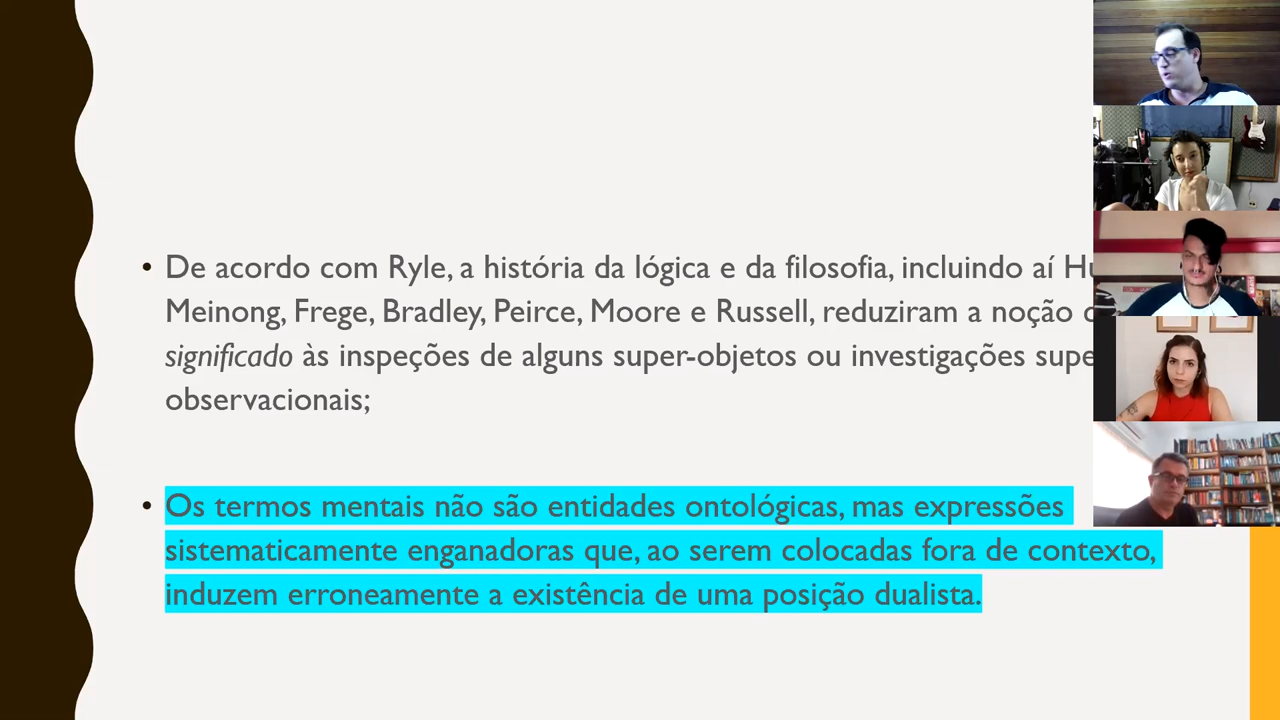 • De acordo com Ryle, a história da lógica e da filosofia, incluindo aí
Meinong, Frege, Bradley, Peirce, Moore e Russell, reduziram a noção
significado às inspeções de alguns super-objetos ou investigações
observacionais;
• Os termos mentais não são entidades ontológicas, mas expressões
sistematicamente enganadoras que, ao serem colocadas fora de contexto,
induzem erroneamente a existência de uma posição dualista.